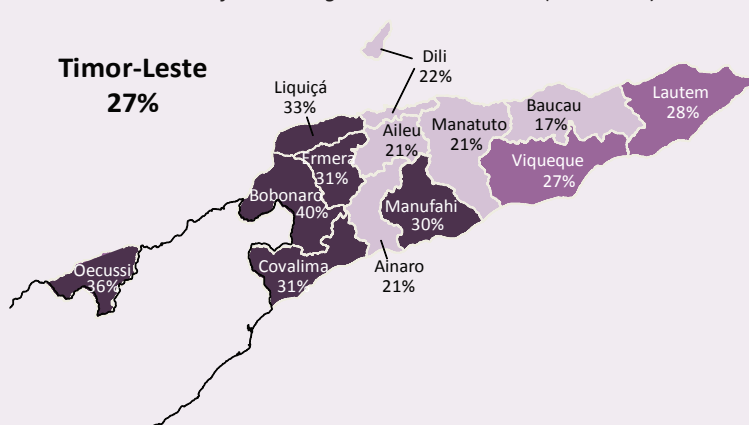 Timor-Leste
27%
Dili
22%
Liquiçá
33%
Ermera
31%
Aileu
21%
Manatuto
21%
Baucau
17%
Lautem
28%
Viqueque
27%
Bobonaro
40%
Manufahi
30%
Covalima
31%
Ainaro
21%
Oecussi
36%